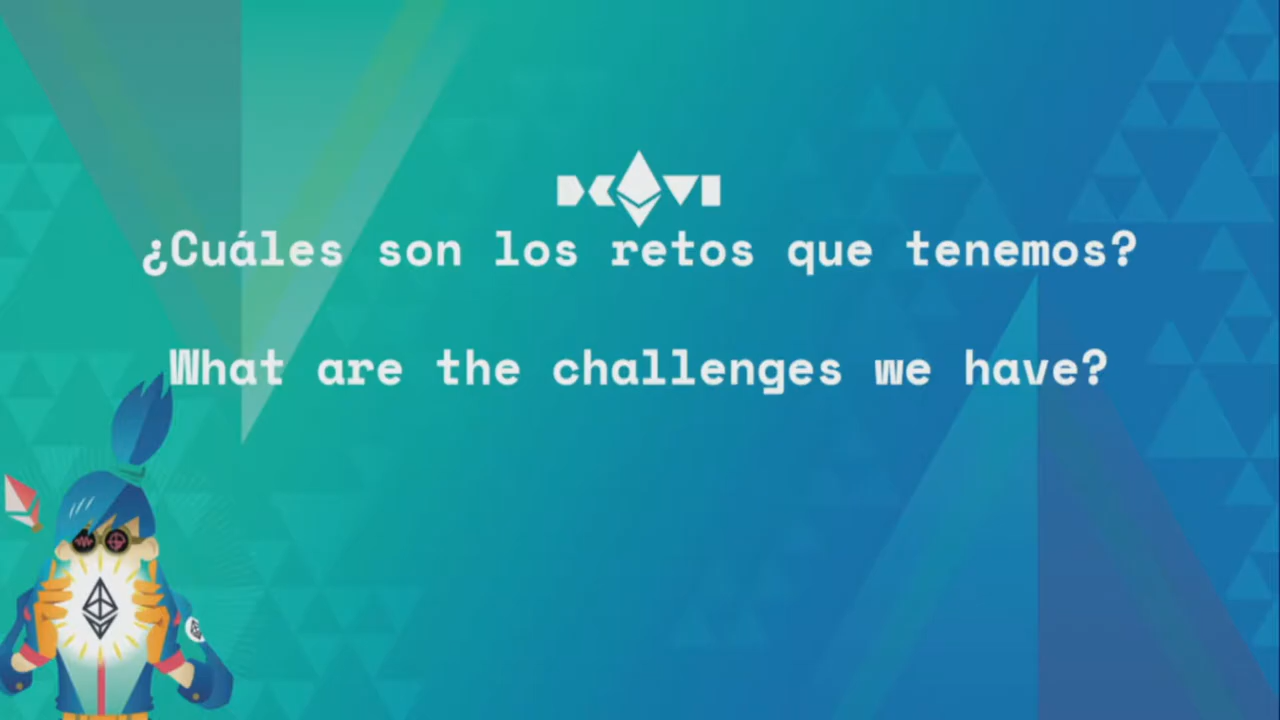 DCVI
¿Cuáles son los retos que tenemos?
What are the challenges we have?